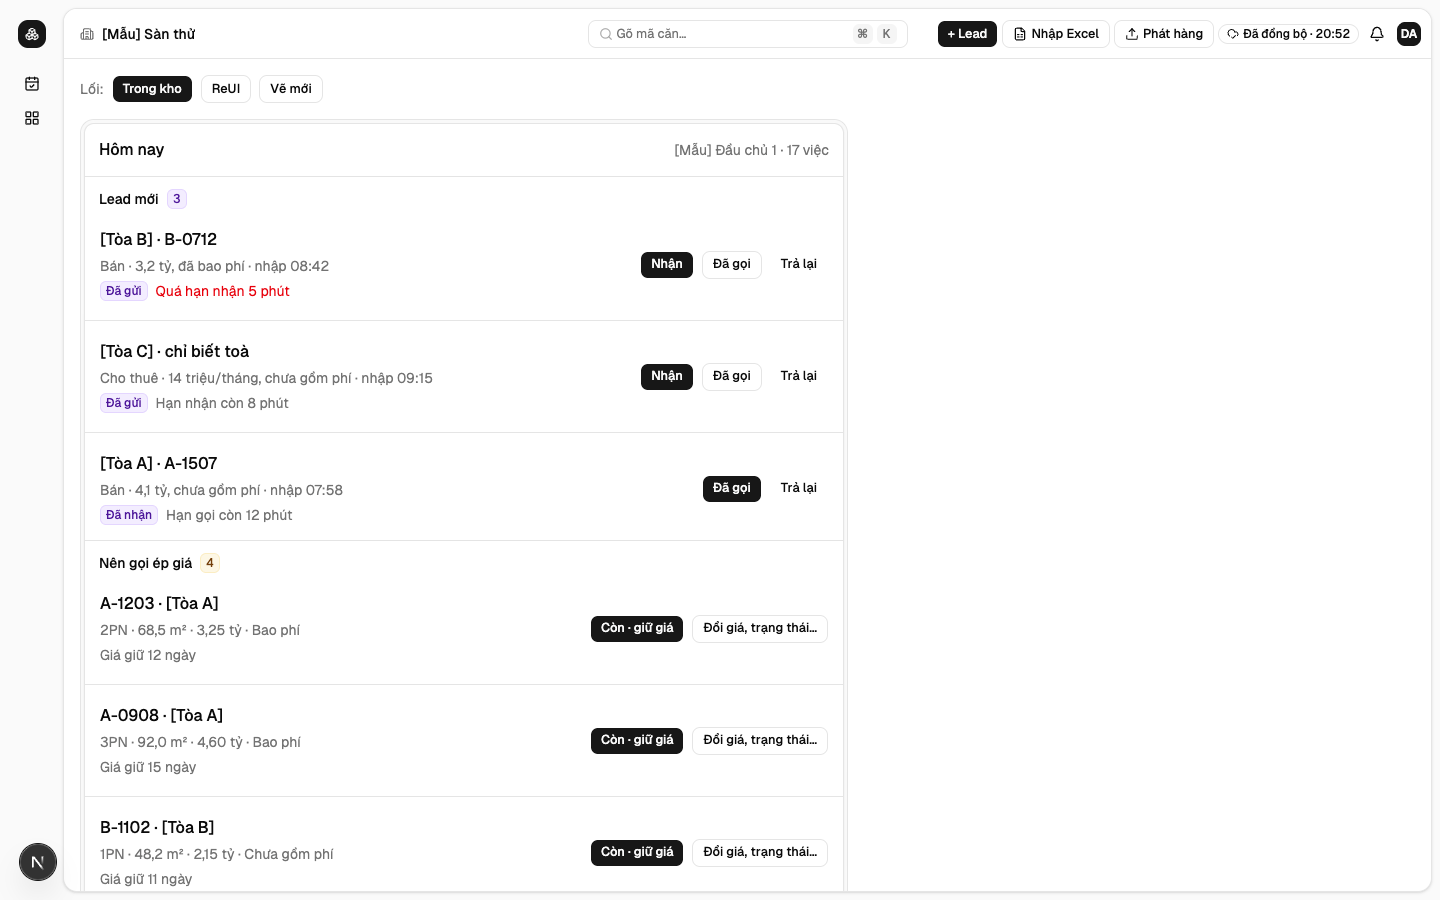 [Mẫu] Sàn thử
Gõ mã căn...
⌘ K
+ Lead
Nhập Excel
Phát hàng
Đã đồng bộ · 20:52
DA
Lối:
Trong kho
ReUI
Vẽ mới
Hôm nay
[Mẫu] Đầu chủ 1 · 17 việc
Lead mới 3
[Tòa B] · B-0712
Bán · 3,2 tỷ, đã bao phí · nhập 08:42
Đã gửi Quá hạn nhận 5 phút
Nhận Đã gọi Trả lại
[Tòa C] · chỉ biết toà
Cho thuê · 14 triệu/tháng, chưa gồm phí · nhập 09:15
Đã gửi Hạn nhận còn 8 phút
Nhận Đã gọi Trả lại
[Tòa A] · A-1507
Bán · 4,1 tỷ, chưa gồm phí · nhập 07:58
Đã nhận Hạn gọi còn 12 phút
Đã gọi Trả lại
Nên gọi ép giá 4
A-1203 · [Tòa A]
2PN · 68,5 m² · 3,25 tỷ · Bao phí
Giá giữ 12 ngày
Còn · giữ giá Đổi giá, trạng thái...
A-0908 · [Tòa A]
3PN · 92,0 m² · 4,60 tỷ · Bao phí
Giá giữ 15 ngày
Còn · giữ giá Đổi giá, trạng thái...
B-1102 · [Tòa B]
1PN · 48,2 m² · 2,15 tỷ · Chưa gồm phí
Giá giữ 11 ngày
Còn · giữ giá Đổi giá, trạng thái...
N